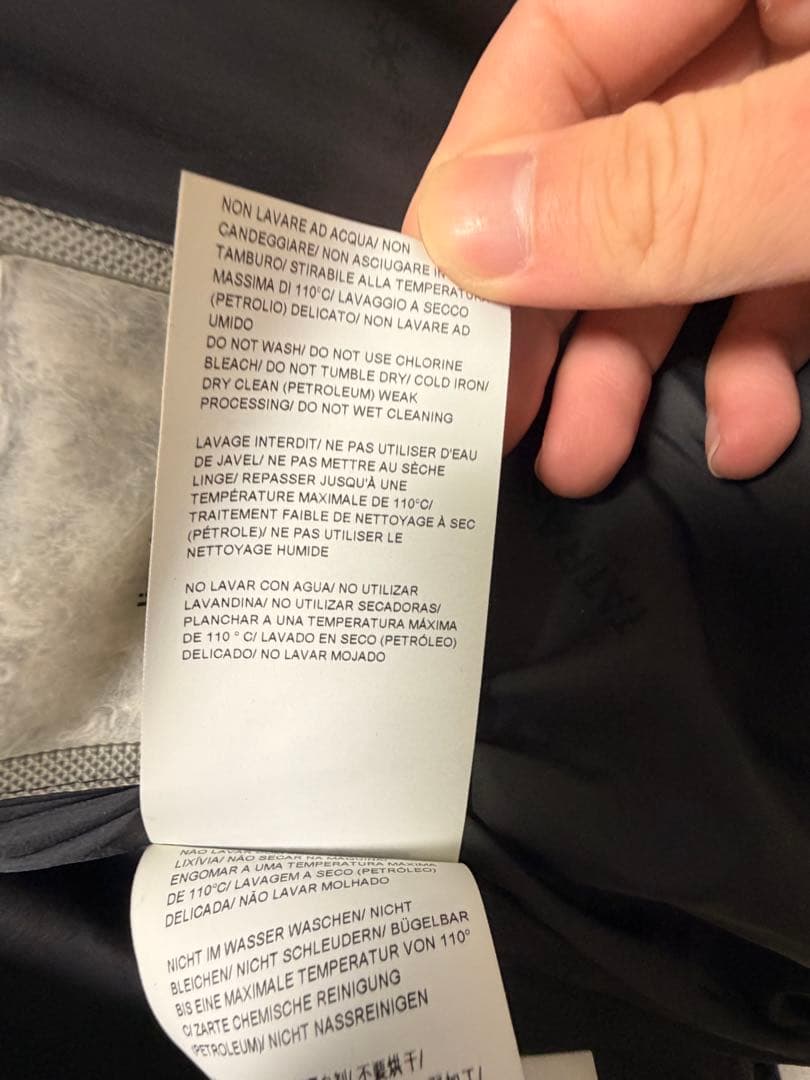 NON LAVARE AD ACQUA/ NON
CANDEGGIARE/ NON ASCIUGARE IN
TAMBURO/ STIRABILE ALLA TEMPERATURA
MASSIMA DI 110°C/ LAVAGGIO A SECCO
(PETROLIO) DELICATO/ NON LAVARE AD
UMIDO
DO NOT WASH/ DO NOT USE CHLORINE
BLEACH/ DO NOT TUMBLE DRY/ COLD IRON/
DRY CLEAN (PETROLEUM) WEAK
PROCESSING/ DO NOT WET CLEANING
LAVAGE INTERDIT/ NE PAS UTILISER D'EAU
DE JAVEL/ NE PAS METTRE AU SÈCHE
LINGE/ REPASSER JUSQU'À UNE
TEMPÉRATURE MAXIMALE DE 110°C/
TRAITEMENT FAIBLE DE NETTOYAGE À SEC
(PÉTROLE)/ NE PAS UTILISER LE
NETTOYAGE HUMIDE
NO LAVAR CON AGUA/ NO UTILIZAR
LAVANDINA/ NO UTILIZAR SECADORAS/
PLANCHAR A UNA TEMPERATURA MÁXIMA
DE 110 ° C/ LAVADO EN SECO (PETRÓLEO)
DELICADO/ NO LAVAR MOJADO
NÃO LAVAR
LIXÍVIA/ NÃO SECAR NA MÁQUINA
ENGOMAR A UMA TEMPERATURA MÁXIMA
DE 110°C/ LAVAGEM A SECO (PETRÓLEO)
DELICADA/ NÃO LAVAR MOLHADO
NICHT IM WASSER WASCHEN/ NICHT
BLEICHEN/ NICHT SCHLEUDERN/ BÜGELBAR
BIS EINE MAXIMALE TEMPERATUR VON 110°
C/ ZARTE CHEMISCHE REINIGUNG
(PETROLEUM)/ NICHT NASSREINIGEN
不要烘干/